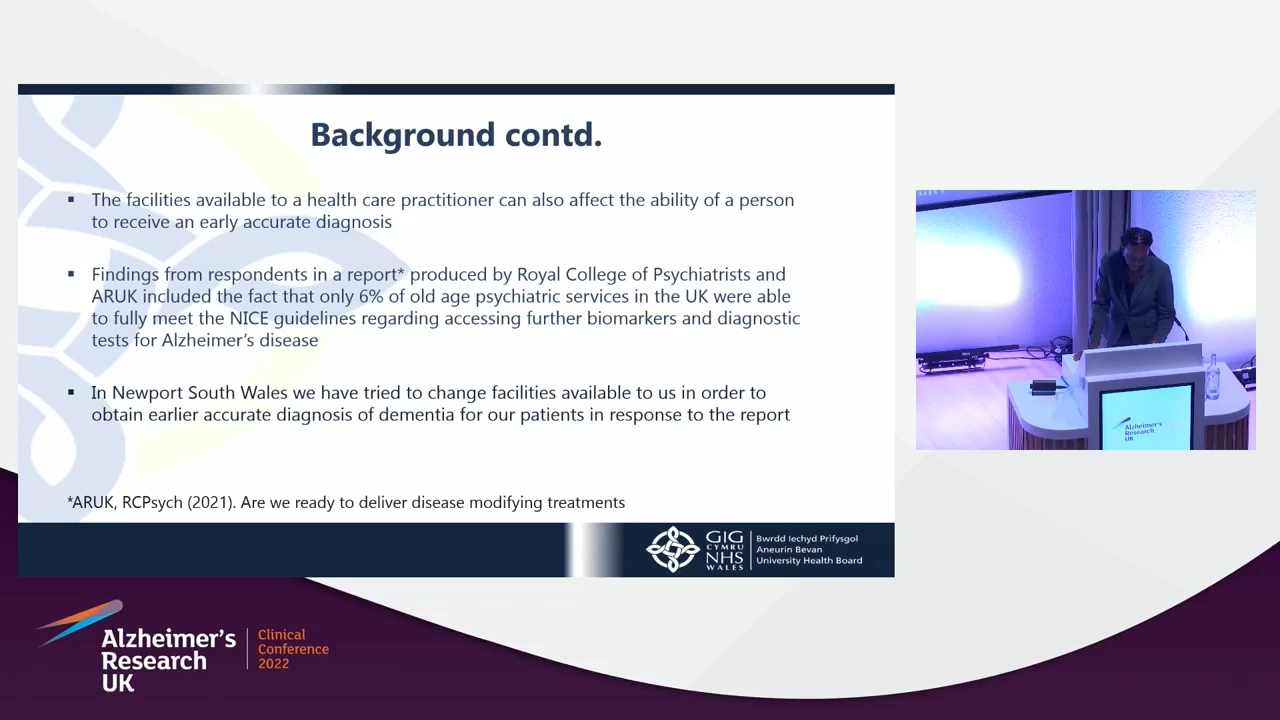 Background contd.
▪ The facilities available to a health care practitioner can also affect the ability of a person
to receive an early accurate diagnosis
▪ Findings from respondents in a report* produced by Royal College of Psychiatrists and
ARUK included the fact that only 6% of old age psychiatric services in the UK were able
to fully meet the NICE guidelines regarding accessing further biomarkers and diagnostic
tests for Alzheimer's disease
▪ In Newport South Wales we have tried to change facilities available to us in order to
obtain earlier accurate diagnosis of dementia for our patients in response to the report
*ARUK, RCPsych (2021). Are we ready to deliver disease modifying treatments
GIG
CYMRU
NHS
WALES
Bwrdd Iechyd Prifysgol
Aneurin Bevan
University Health Board
Alzheimer's
Research
UK
Alzheimer's
Research
UK
Clinical
Conference
2022